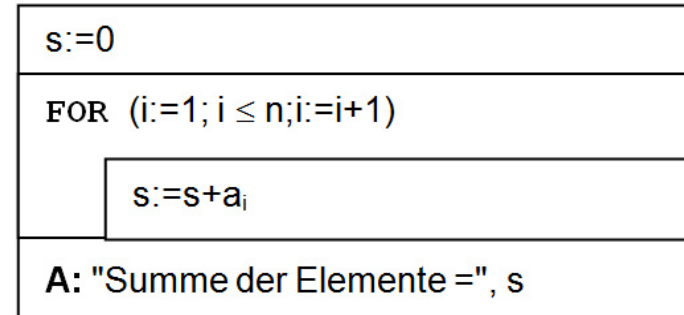 s:=0
FOR (i:=1; i ≤ n;i:=i+1)
s:=s+aᵢ
A: "Summe der Elemente =", s